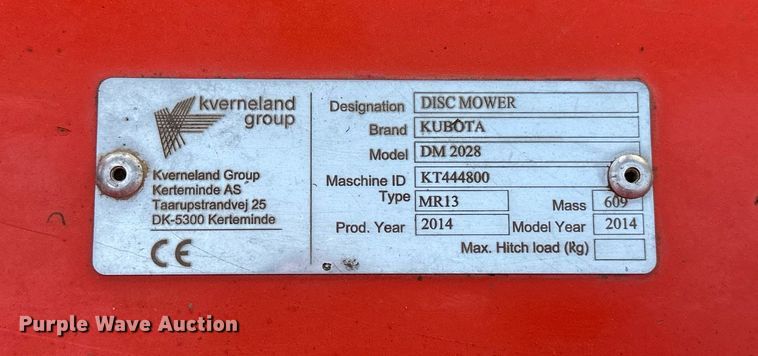 kverneland
group
Kverneland Group
Kerteminde AS
Taarupstrandvej 25
DK-5300 Kerteminde
CE
Designation DISC MOWER
Brand KUBOTA
Model DM 2028
Maschine ID KT444800
Type MR13 Mass 609
Prod. Year 2014 Model Year 2014
Max. Hitch load (kg)
Purple Wave Auction